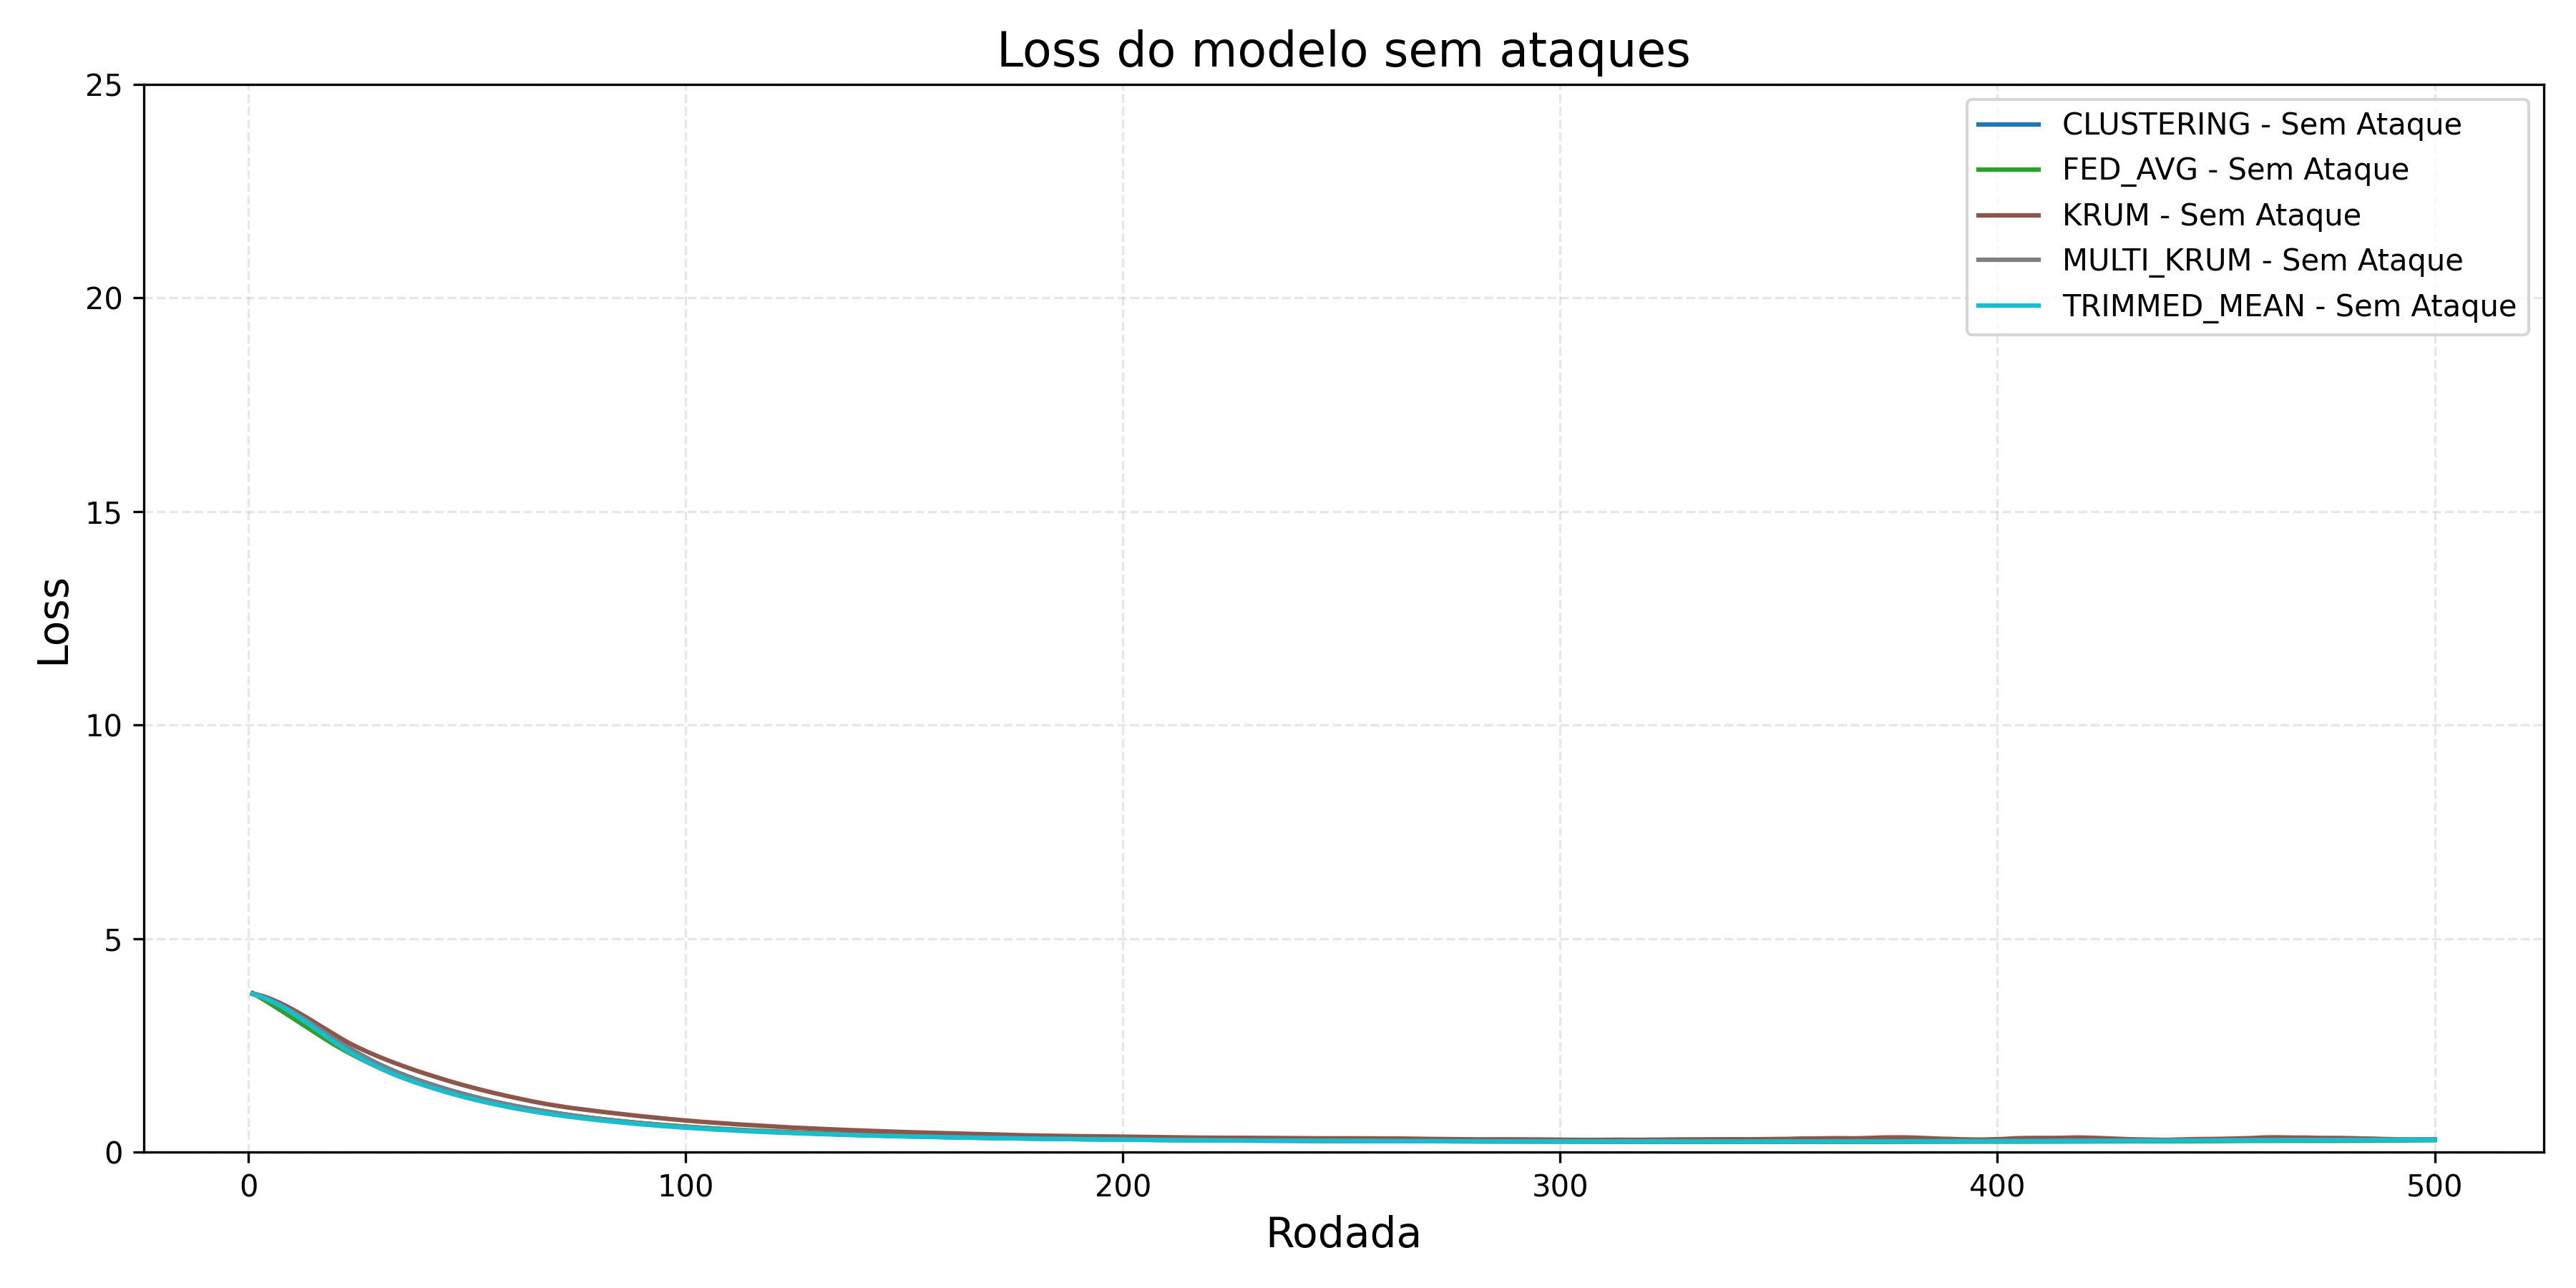 Loss do modelo sem ataques
25
20
15
10
5
0
Loss
CLUSTERING - Sem Ataque
FED_AVG - Sem Ataque
KRUM - Sem Ataque
MULTI_KRUM - Sem Ataque
TRIMMED_MEAN - Sem Ataque
0 100 200 300 400 500
Rodada